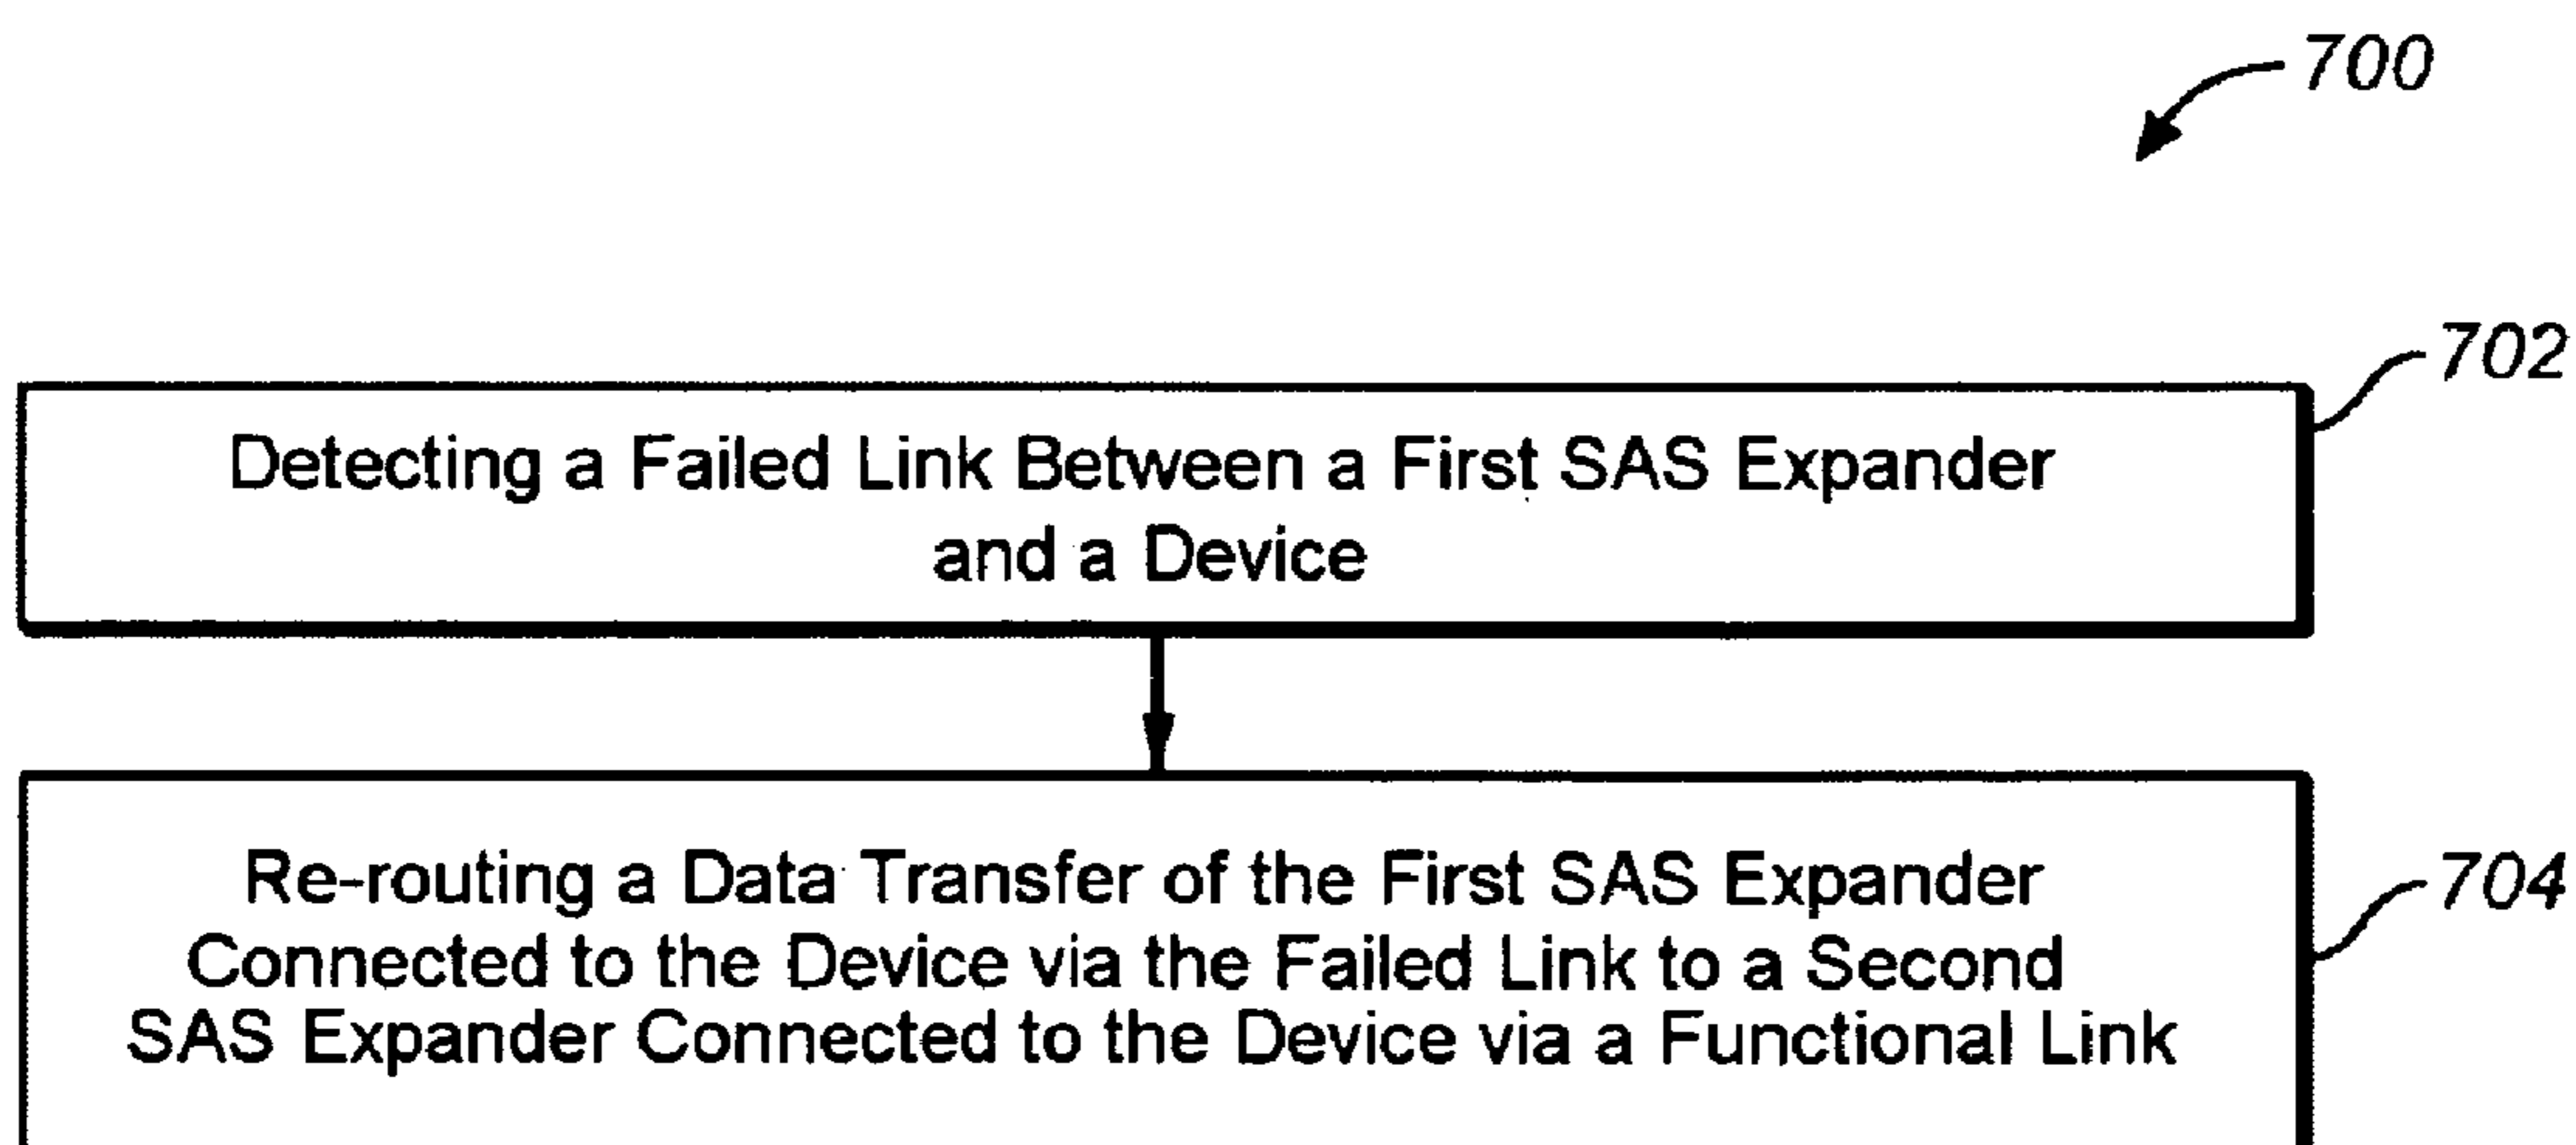 700
702
Detecting a Failed Link Between a First SAS Expander
and a Device
704
Re-routing a Data Transfer of the First SAS Expander
Connected to the Device via the Failed Link to a Second
SAS Expander Connected to the Device via a Functional Link